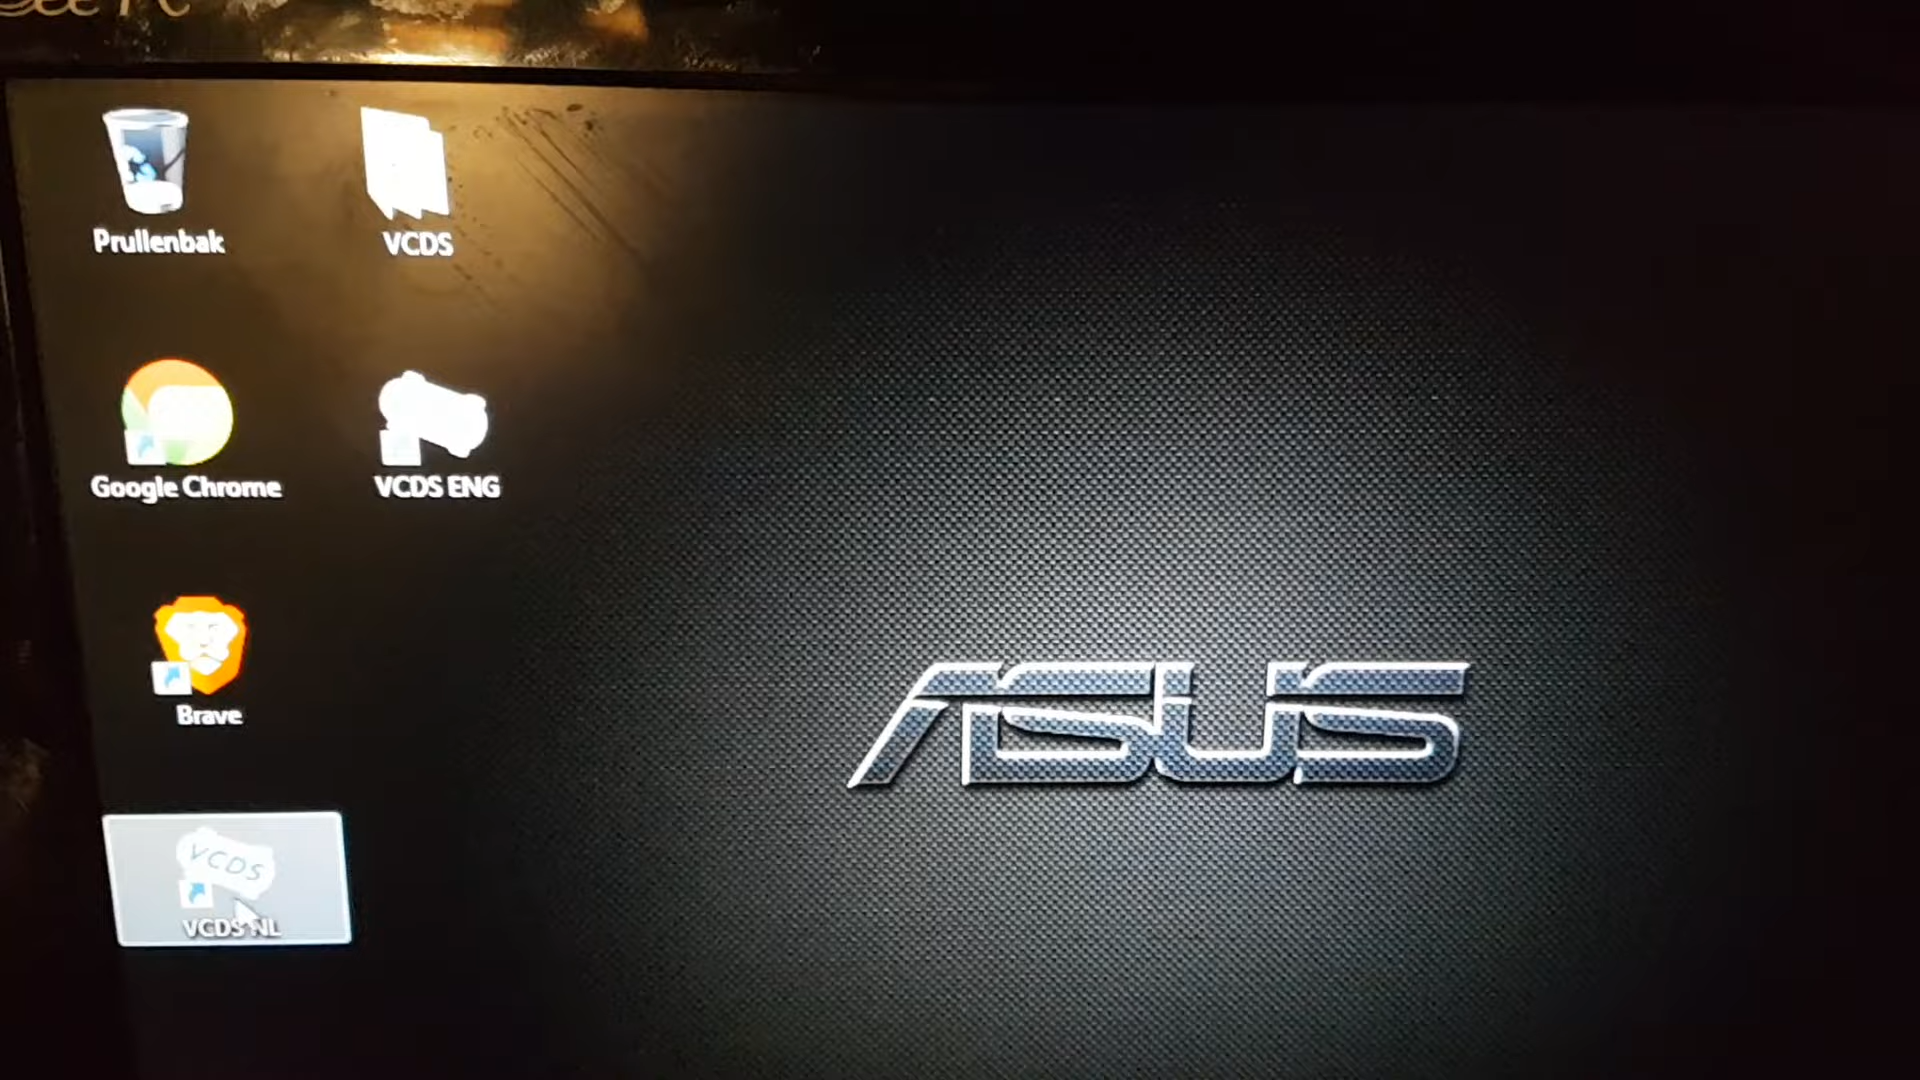 Prullenbak
VCDS
Google Chrome
VCDS ENG
Brave
VCDS
VCDS NL
ASUS